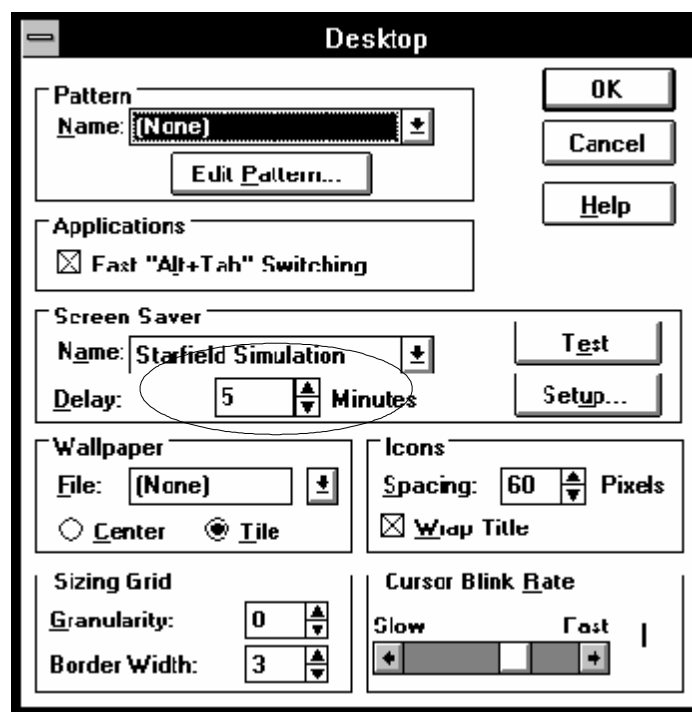 Desktop
Pattern
Name: (None)
Edit Pattern...
OK
Cancel
Help
Applications
Fast "Alt+Tab" Switching
Screen Saver
Name: Starfield Simulation
Delay: 5 Minutes
Test
Setup...
Wallpaper
File: (None)
Center Tile
Icons
Spacing: 60 Pixels
Wrap Title
Sizing Grid
Granularity: 0
Border Width: 3
Cursor Blink Rate
Slow Fast